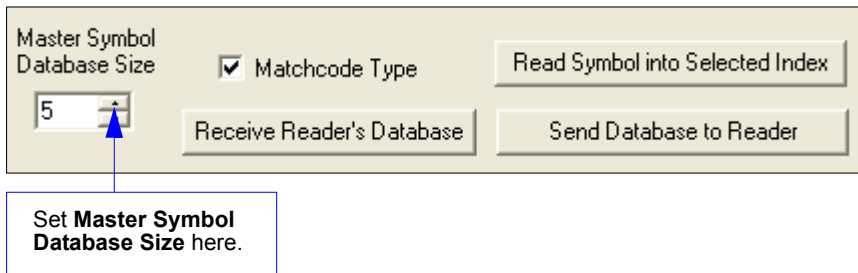 Master Symbol
Database Size
5
Matchcode Type
Read Symbol into Selected Index
Receive Reader's Database
Send Database to Reader
Set Master Symbol
Database Size here.